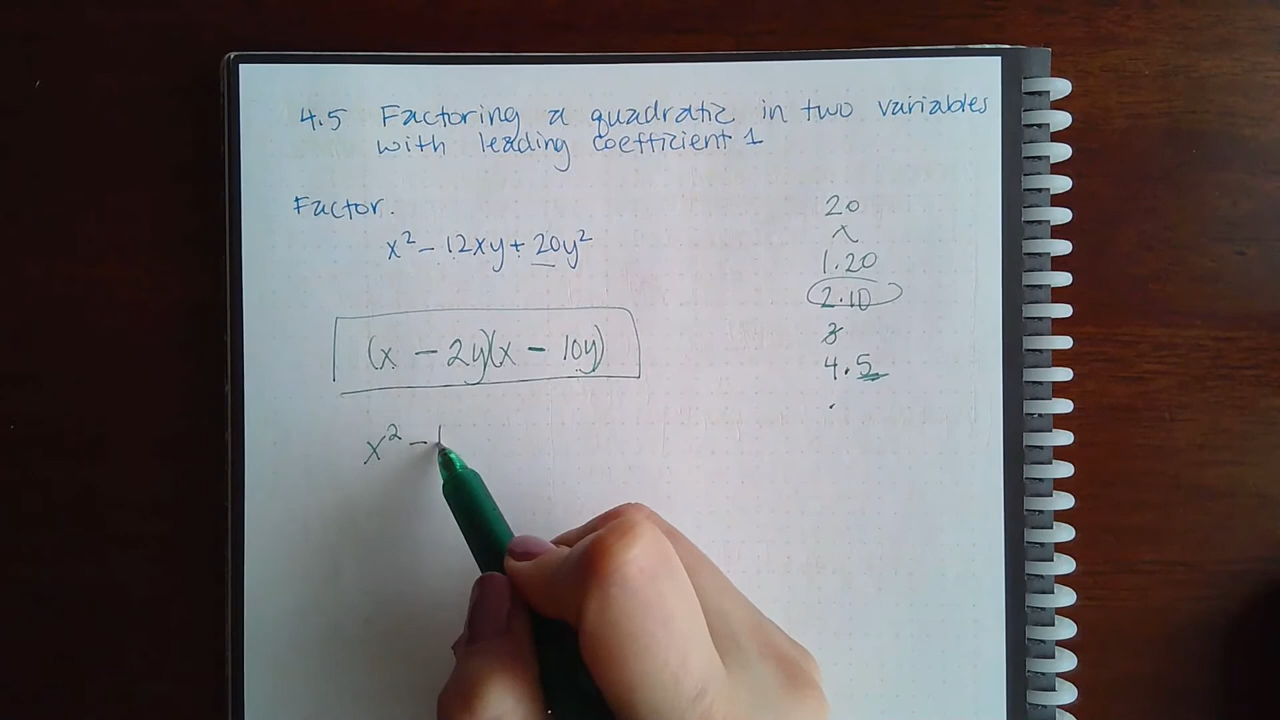 4.5 Factoring a quadratic in two variables
with leading coefficient 1
Factor.
x² - 12xy + 20y²
(x - 2y)(x - 10y)
x² - 1
20
1.20
2.10
3
4.5
.